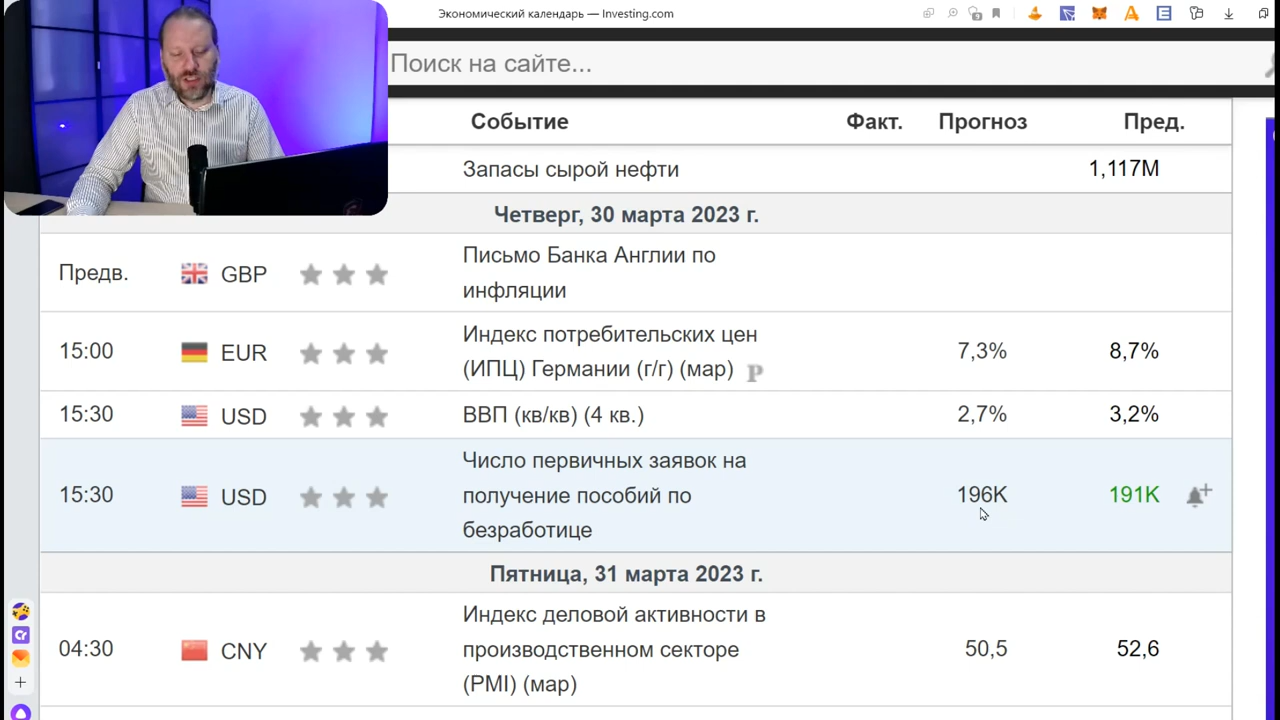 Экономический календарь — Investing.com
Поиск на сайте...
Событие Факт. Прогноз Пред.
Запасы сырой нефти 1,117M
Четверг, 30 марта 2023 г.
Предв. GBP Письмо Банка Англии по
инфляции
15:00 EUR Индекс потребительских цен
(ИПЦ) Германии (г/г) (мар) P 7,3% 8,7%
15:30 USD ВВП (кв/кв) (4 кв.) 2,7% 3,2%
Число первичных заявок на
15:30 USD получение пособий по 196K 191K
безработице
Пятница, 31 марта 2023 г.
Индекс деловой активности в
04:30 CNY производственном секторе 50,5 52,6
(PMI) (мар)